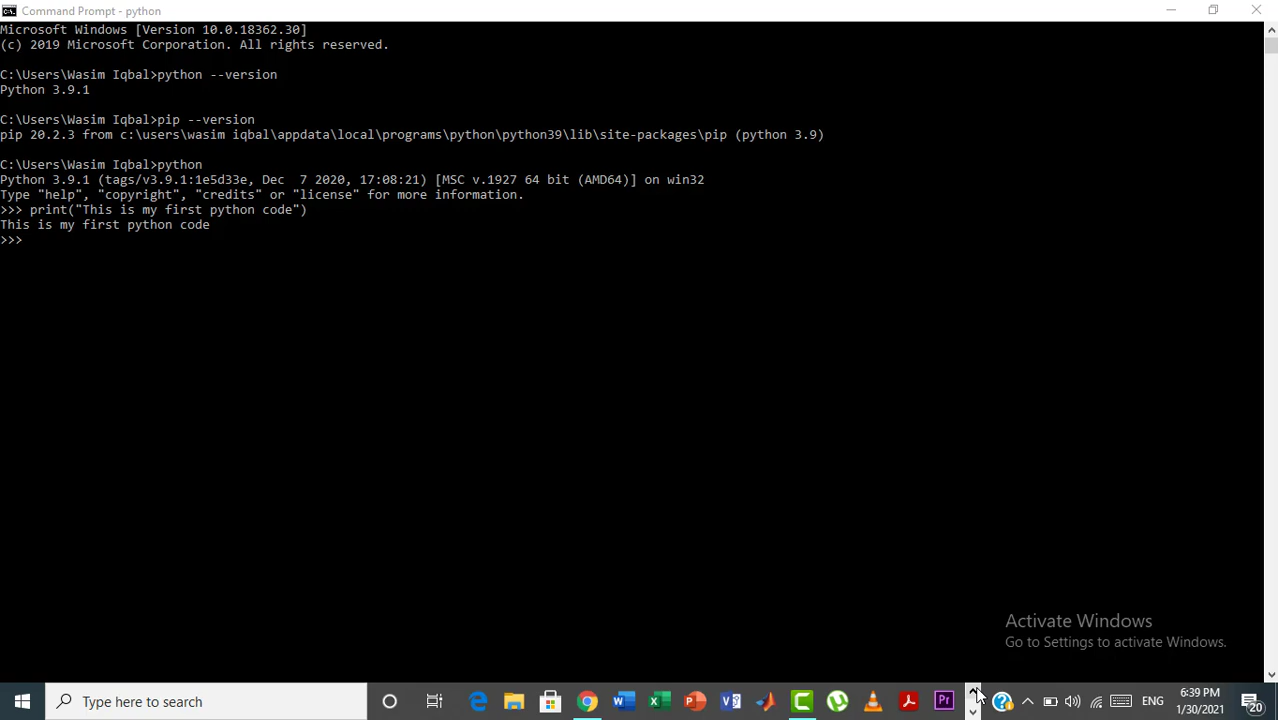 Command Prompt - python
Microsoft Windows [Version 10.0.18362.30]
(c) 2019 Microsoft Corporation. All rights reserved.
C:\Users\Wasim Iqbal>python --version
Python 3.9.1
C:\Users\Wasim Iqbal>pip --version
pip 20.2.3 from c:\users\wasim iqbal\appdata\local\programs\python\python39\lib\site-packages\pip (python 3.9)
C:\Users\Wasim Iqbal>python
Python 3.9.1 (tags/v3.9.1:1e5d33e, Dec  7 2020, 17:08:21) [MSC v.1927 64 bit (AMD64)] on win32
Type "help", "copyright", "credits" or "license" for more information.
>>> print("This is my first python code")
This is my first python code
>>>
Activate Windows
Go to Settings to activate Windows.
Type here to search
ENG
6:39 PM
1/30/2021
20
Pr